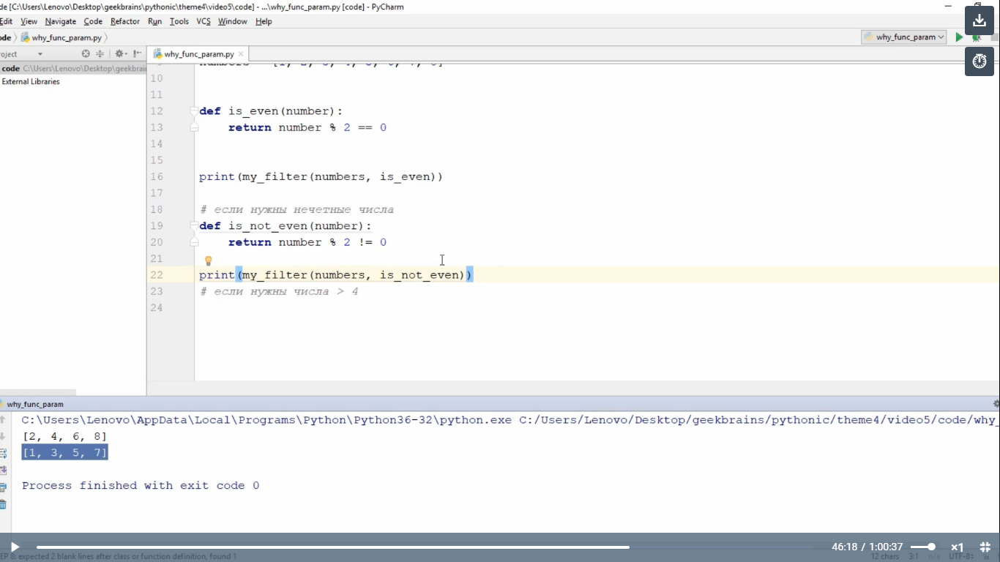 de [C:\Users\Lenovo\Desktop\geekbrains\pythonic\theme4\video5\code] - ...\why_func_param.py [code] - PyCharm
Edit View Navigate Code Refactor Run Tools VCS Window Help
ode why_func_param.py
why_func_param
roject
why_func_param.py
code C:\Users\Lenovo\Desktop\geekbrai
External Libraries
10
11
12 def is_even(number):
13 return number % 2 == 0
14
15
16 print(my_filter(numbers, is_even))
17
18 # если нужны нечетные числа
19 def is_not_even(number):
20 return number % 2 != 0
21
22 print(my_filter(numbers, is_not_even))
23 # если нужны числа > 4
24
why_func_param
C:\Users\Lenovo\AppData\Local\Programs\Python\Python36-32\python.exe C:/Users/Lenovo/Desktop/geekbrains/pythonic/theme4/video5/code/why_
[2, 4, 6, 8]
[1, 3, 5, 7]
Process finished with exit code 0
46:18 / 1:00:37 ×1
EP 8: expected 2 blank lines after class or function definition, found 1
12 chars 3:1 n/a UTF-8